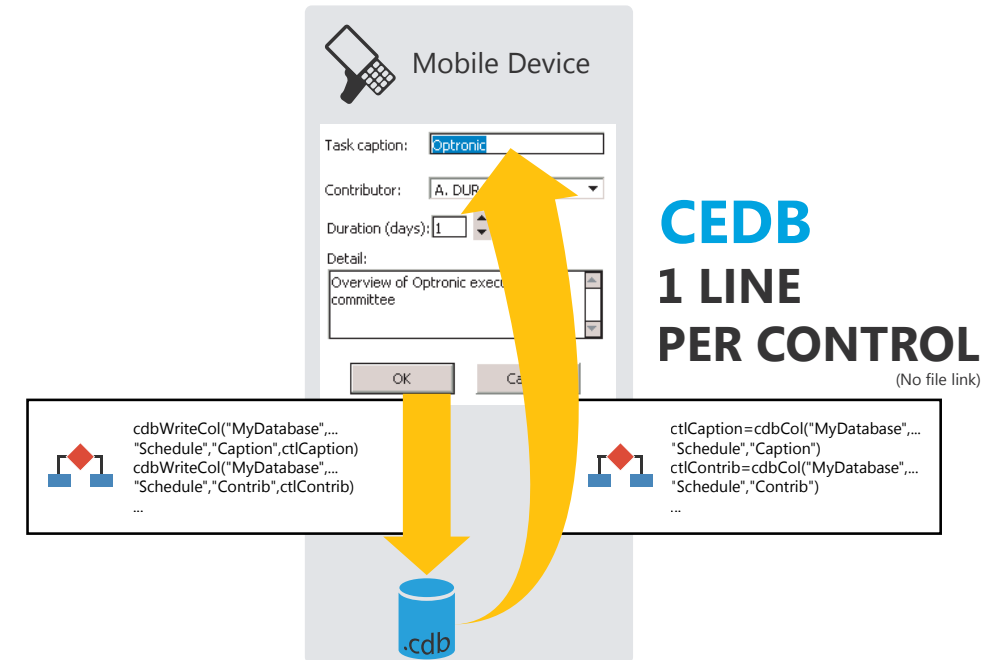 Mobile Device
Task caption:
Optronic
Contributor:
A. DUR
Duration (days):
1
Detail:
Overview of Optronic
committee
OK
CEDB
1 LINE
PER CONTROL
(No file link)
cdbWriteCol("MyDatabase",...
"Schedule","Caption",ctlCaption)
cdbWriteCol("MyDatabase",...
"Schedule","Contrib",ctlContrib)
...
ctlCaption=cdbCol("MyDatabase",...
"Schedule","Caption")
ctlContrib=cdbCol("MyDatabase",...
"Schedule","Contrib")
...
.cdb